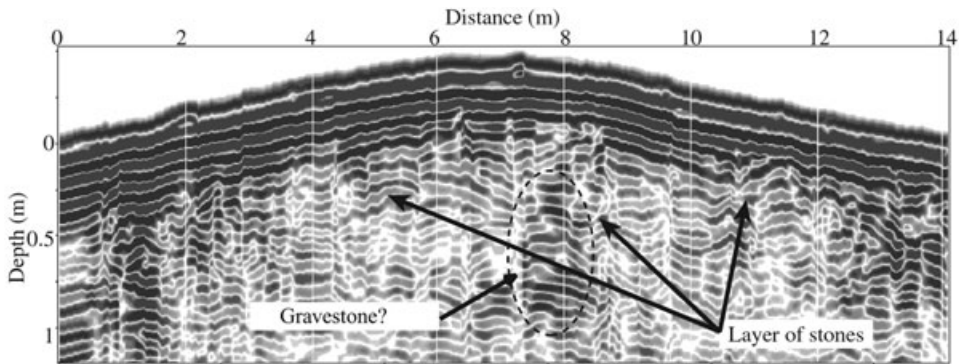 Distance (m)
0 2 4 6 8 10 12 14
Depth (m)
0
0.5
1
Gravestone?
Layer of stones